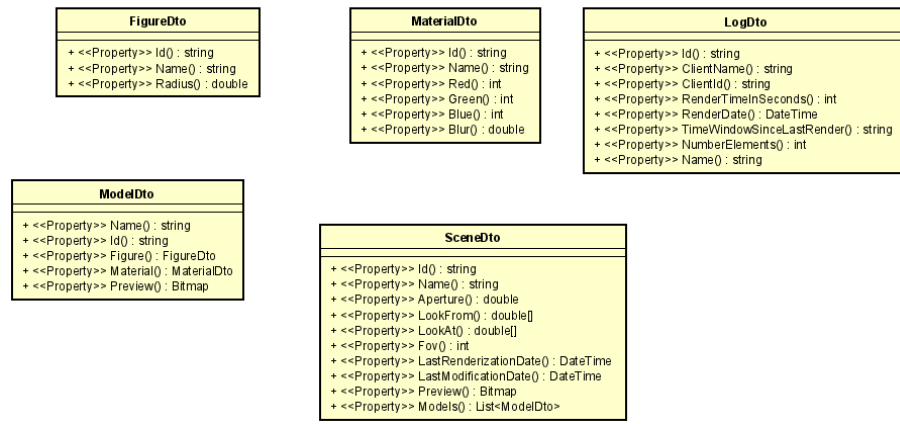 FigureDto
+ <<Property>> Id() : string
+ <<Property>> Name() : string
+ <<Property>> Radius() : double
MaterialDto
+ <<Property>> Id() : string
+ <<Property>> Name() : string
+ <<Property>> Red() : int
+ <<Property>> Green() : int
+ <<Property>> Blue() : int
+ <<Property>> Blur() : double
LogDto
+ <<Property>> Id() : string
+ <<Property>> ClientName() : string
+ <<Property>> ClientId() : string
+ <<Property>> RenderTimeInSeconds() : int
+ <<Property>> RenderDate() : DateTime
+ <<Property>> TimeWindowSinceLastRender() : string
+ <<Property>> NumberElements() : int
+ <<Property>> Name() : string
ModelDto
+ <<Property>> Name() : string
+ <<Property>> Id() : string
+ <<Property>> Figure() : FigureDto
+ <<Property>> Material() : MaterialDto
+ <<Property>> Preview() : Bitmap
SceneDto
+ <<Property>> Id() : string
+ <<Property>> Name() : string
+ <<Property>> Aperture() : double
+ <<Property>> LookFrom() : double[]
+ <<Property>> LookAt() : double[]
+ <<Property>> Fov() : int
+ <<Property>> LastRenderizationDate() : DateTime
+ <<Property>> LastModificationDate() : DateTime
+ <<Property>> Preview() : Bitmap
+ <<Property>> Models() : List<ModelDto>